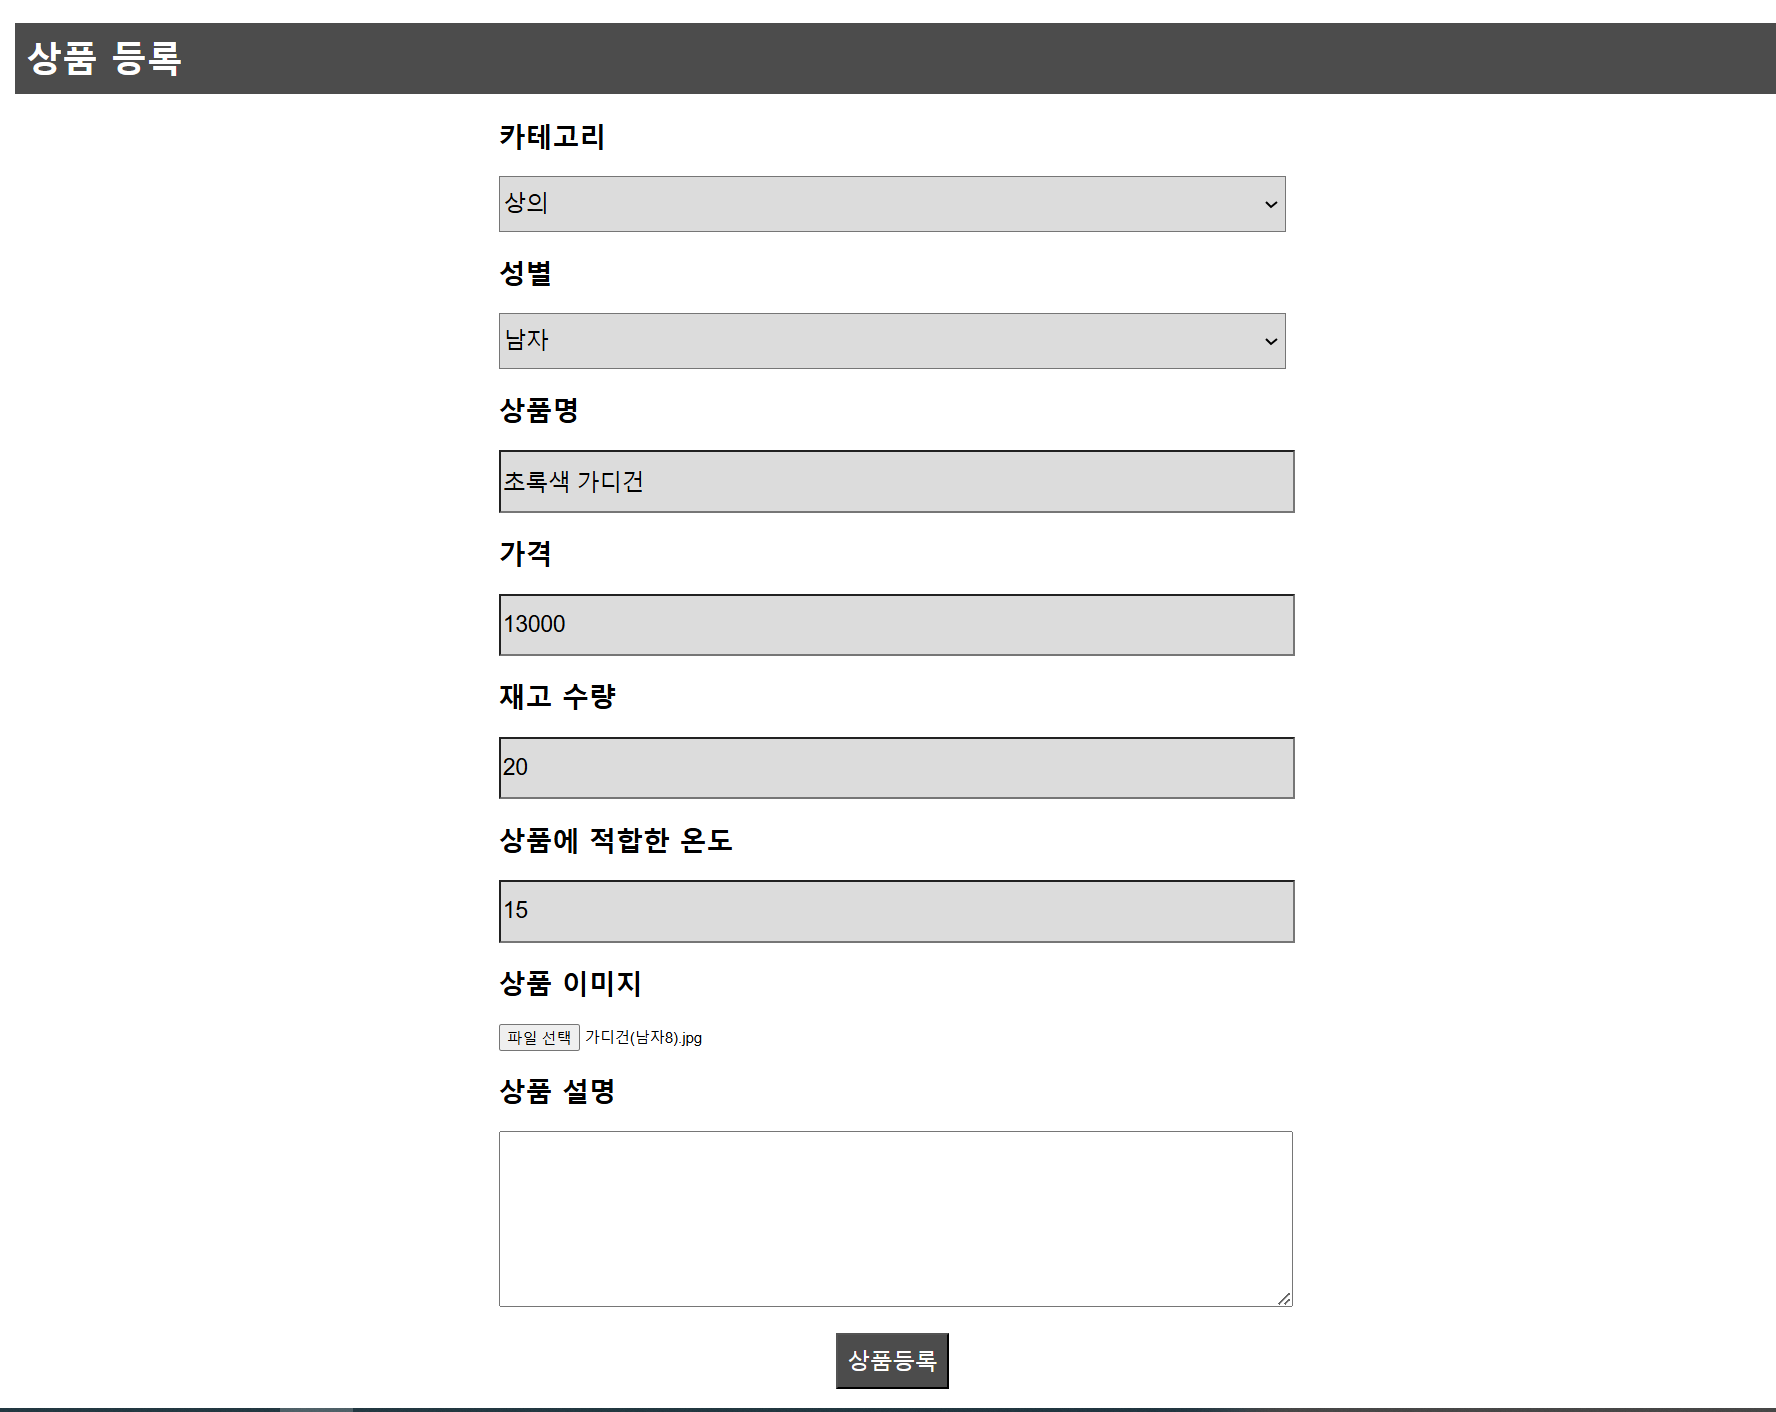 상품 등록
카테고리
상의
성별
남자
상품명
초록색 가디건
가격
13000
재고 수량
20
상품에 적합한 온도
15
상품 이미지
파일 선택 가디건(남자8).jpg
상품 설명
상품등록